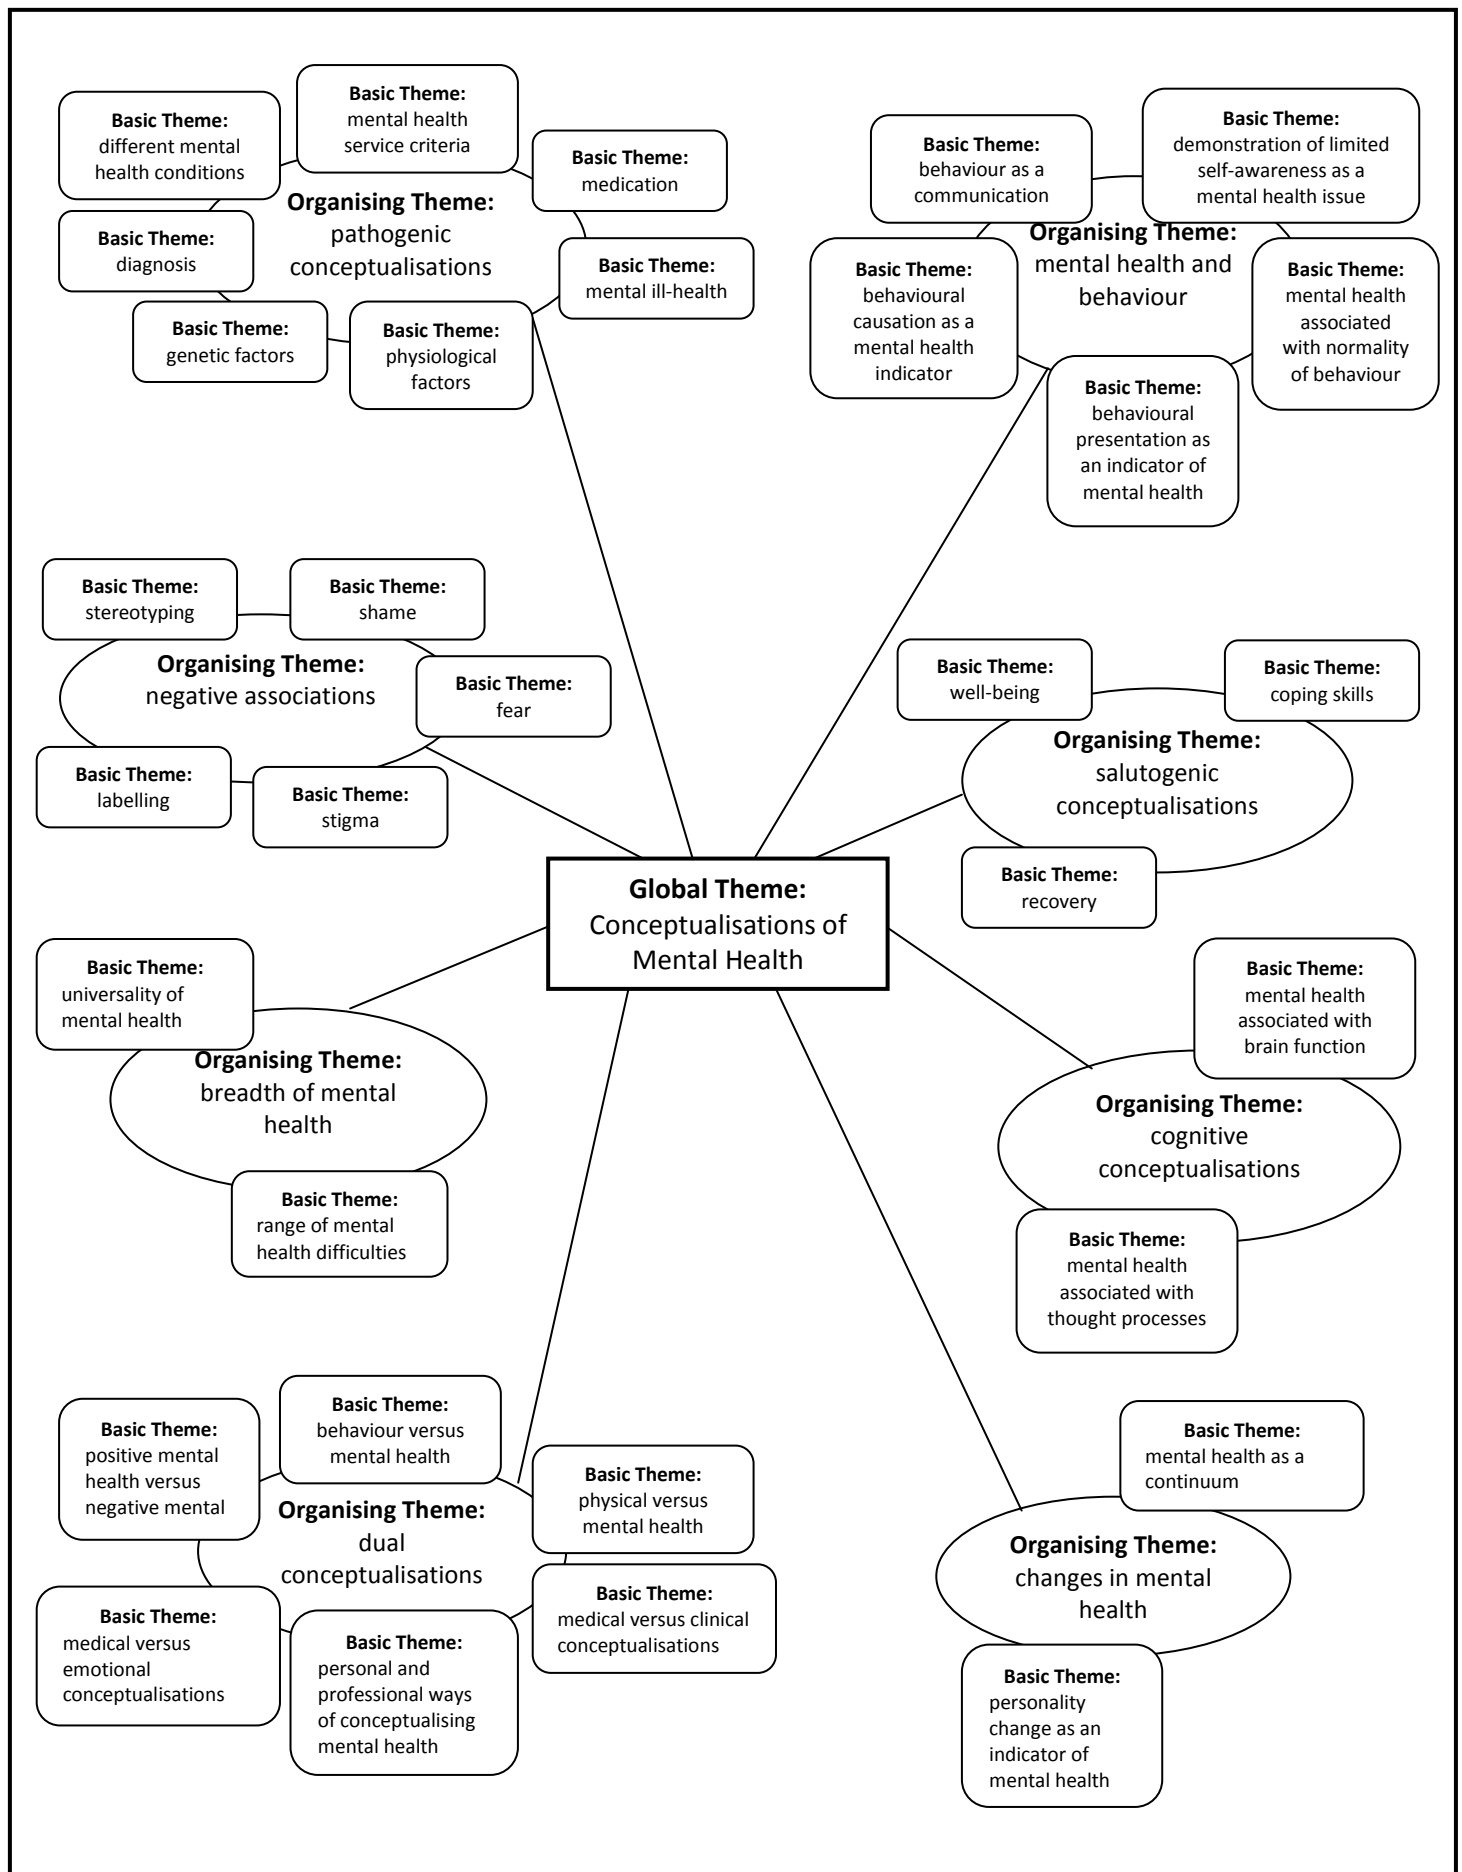 Basic Theme:
different mental
health conditions
Basic Theme:
mental health
service criteria
Basic Theme:
medication
Basic Theme:
mental ill-health
Basic Theme:
physiological
factors
Basic Theme:
genetic factors
Basic Theme:
diagnosis
Organising Theme:
pathogenic
conceptualisations
Basic Theme:
behaviour as a
communication
Basic Theme:
demonstration of limited
self-awareness as a
mental health issue
Basic Theme:
mental health
associated
with normality
of behaviour
Basic Theme:
behavioural
presentation as
an indicator of
mental health
Basic Theme:
behavioural
causation as a
mental health
indicator
Organising Theme:
mental health and
behaviour
Basic Theme:
stereotyping
Basic Theme:
shame
Basic Theme:
fear
Basic Theme:
stigma
Basic Theme:
labelling
Organising Theme:
negative associations
Basic Theme:
well-being
Basic Theme:
coping skills
Organising Theme:
salutogenic
conceptualisations
Basic Theme:
recovery
Global Theme:
Conceptualisations of
Mental Health
Basic Theme:
universality of
mental health
Organising Theme:
breadth of mental
health
Basic Theme:
range of mental
health difficulties
Basic Theme:
mental health
associated with
brain function
Organising Theme:
cognitive
conceptualisations
Basic Theme:
mental health
associated with
thought processes
Basic Theme:
positive mental
health versus
negative mental
Basic Theme:
behaviour versus
mental health
Basic Theme:
physical versus
mental health
Basic Theme:
medical versus clinical
conceptualisations
Basic Theme:
personal and
professional ways
of conceptualising
mental health
Basic Theme:
medical versus
emotional
conceptualisations
Organising Theme:
dual
conceptualisations
Basic Theme:
mental health as a
continuum
Organising Theme:
changes in mental
health
Basic Theme:
personality
change as an
indicator of
mental health